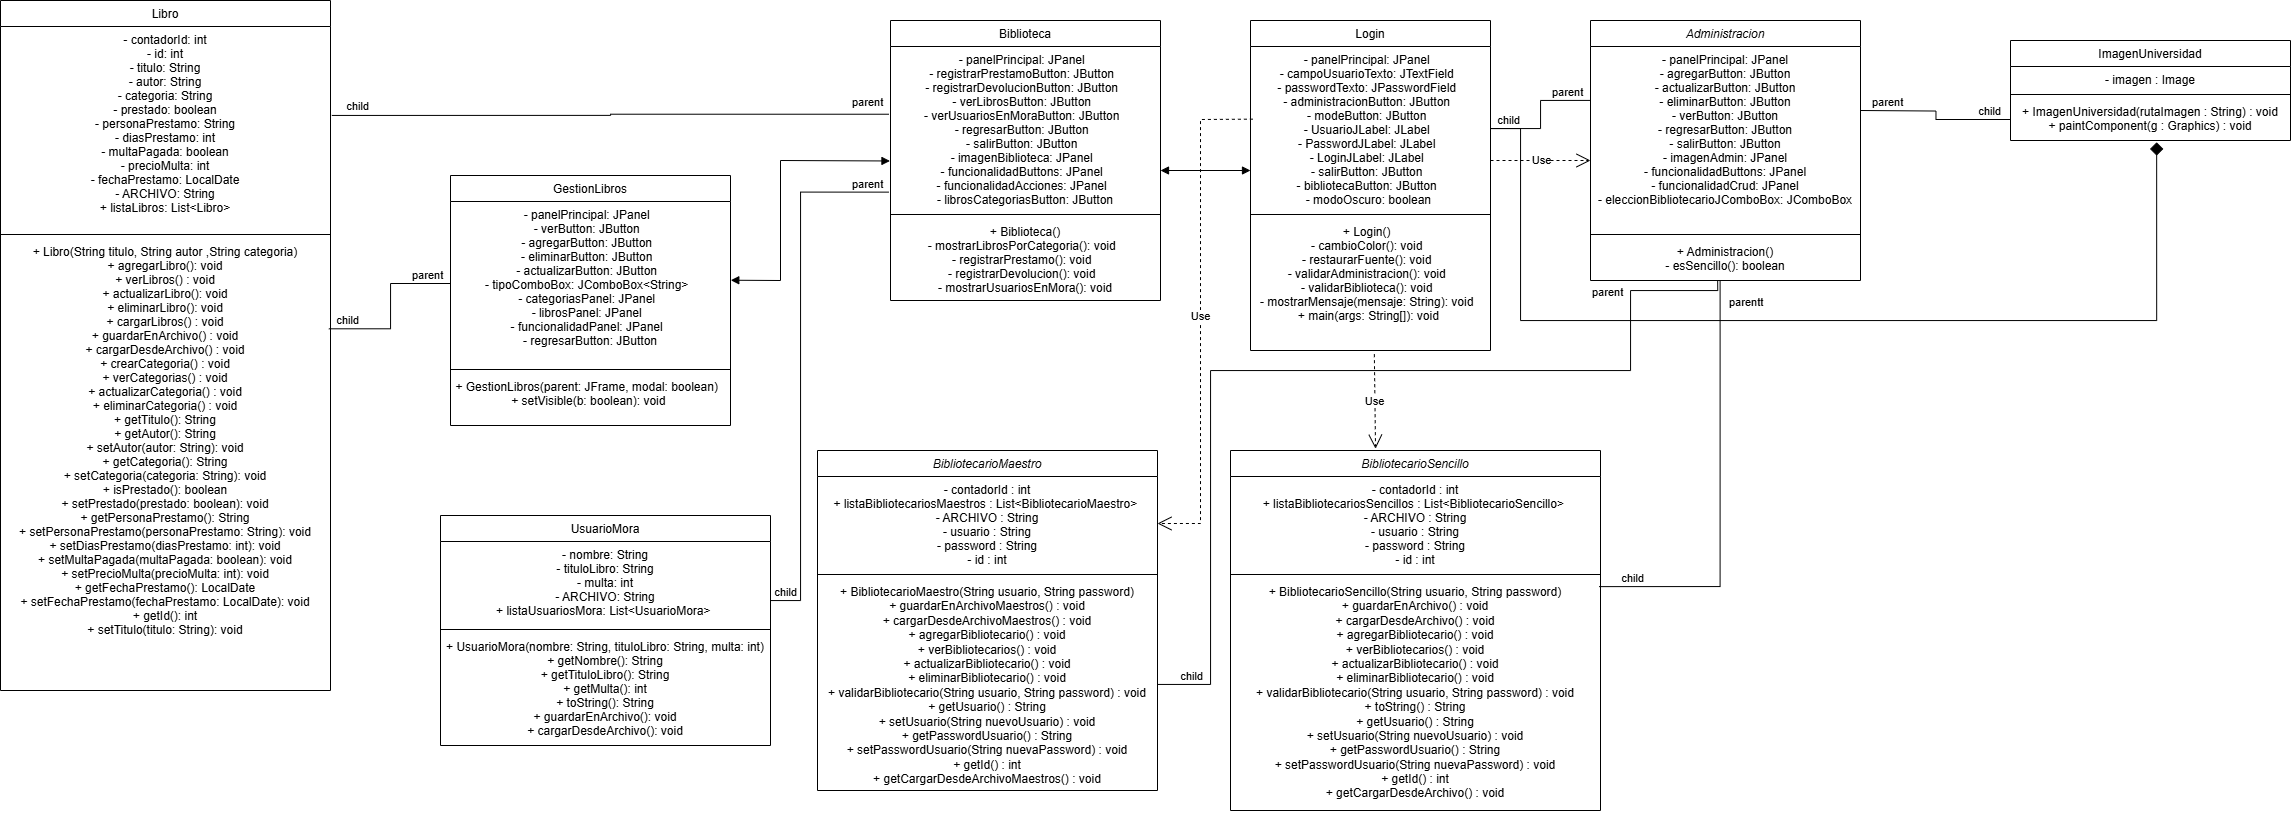 Libro
- contadorId: int
- id: int
- titulo: String
- autor: String
- categoria: String
- prestado: boolean
- personaPrestamo: String
- diasPrestamo: int
- multaPagada: boolean
- precioMulta: int
- fechaPrestamo: LocalDate
- ARCHIVO: String
+ listaLibros: List<Libro>
+ Libro(String titulo, String autor ,String categoria)
+ agregarLibro(): void
+ verLibros() : void
+ actualizarLibro(): void
+ eliminarLibro(): void
+ cargarLibros() : void
+ guardarEnArchivo() : void
+ cargarDesdeArchivo() : void
+ crearCategoria() : void
+ verCategorias() : void
+ actualizarCategoria() : void
+ eliminarCategoria() : void
+ getTitulo(): String
+ getAutor(): String
+ setAutor(autor: String): void
+ getCategoria(): String
+ setCategoria(categoria: String): void
+ isPrestado(): boolean
+ setPrestado(prestado: boolean): void
+ getPersonaPrestamo(): String
+ setPersonaPrestamo(personaPrestamo: String): void
+ setDiasPrestamo(diasPrestamo: int): void
+ setMultaPagada(multaPagada: boolean): void
+ setPrecioMulta(precioMulta: int): void
+ getFechaPrestamo(): LocalDate
+ setFechaPrestamo(fechaPrestamo: LocalDate): void
+ getId(): int
+ setTitulo(titulo: String): void
child
parent
child
parent
GestionLibros
- panelPrincipal: JPanel
- verButton: JButton
- agregarButton: JButton
- eliminarButton: JButton
- actualizarButton: JButton
- tipoComboBox: JComboBox<String>
- categoriasPanel: JPanel
- librosPanel: JPanel
- funcionalidadPanel: JPanel
- regresarButton: JButton
+ GestionLibros(parent: JFrame, modal: boolean)
+ setVisible(b: boolean): void
UsuarioMora
- nombre: String
- tituloLibro: String
- multa: int
- ARCHIVO: String
+ listaUsuariosMora: List<UsuarioMora>
+ UsuarioMora(nombre: String, tituloLibro: String, multa: int)
+ getNombre(): String
+ getTituloLibro(): String
+ getMulta(): int
+ toString(): String
+ guardarEnArchivo(): void
+ cargarDesdeArchivo(): void
child
parent
Biblioteca
- panelPrincipal: JPanel
- registrarPrestamoButton: JButton
- registrarDevolucionButton: JButton
- verLibrosButton: JButton
- verUsuariosEnMoraButton: JButton
- regresarButton: JButton
- salirButton: JButton
- imagenBiblioteca: JPanel
- funcionalidadButtons: JPanel
- funcionalidadAcciones: JPanel
- librosCategoriasButton: JButton
+ Biblioteca()
- mostrarLibrosPorCategoria(): void
- registrarPrestamo(): void
- registrarDevolucion(): void
- mostrarUsuariosEnMora(): void
Login
- panelPrincipal: JPanel
- campoUsuarioTexto: JTextField
- passwordTexto: JPasswordField
- administracionButton: JButton
- modeButton: JButton
- UsuarioJLabel: JLabel
- PasswordJLabel: JLabel
- LoginJLabel: JLabel
- salirButton: JButton
- bibliotecaButton: JButton
- modoOscuro: boolean
+ Login()
- cambioColor(): void
- restaurarFuente(): void
- validarAdministracion(): void
- validarBiblioteca(): void
- mostrarMensaje(mensaje: String): void
+ main(args: String[]): void
child
parent
Use
Use
Use
Administracion
- panelPrincipal: JPanel
- agregarButton: JButton
- actualizarButton: JButton
- eliminarButton: JButton
- verButton: JButton
- regresarButton: JButton
- salirButton: JButton
- imagenAdmin: JPanel
- funcionalidadButtons: JPanel
- funcionalidadCrud: JPanel
- eleccionBibliotecarioJComboBox: JComboBox
+ Administracion()
- esSencillo(): boolean
parent
parentt
parent
child
ImagenUniversidad
- imagen : Image
+ ImagenUniversidad(rutaImagen : String) : void
+ paintComponent(g : Graphics) : void
BibliotecarioMaestro
- contadorId : int
+ listaBibliotecariosMaestros : List<BibliotecarioMaestro>
- ARCHIVO : String
- usuario : String
- password : String
- id : int
+ BibliotecarioMaestro(String usuario, String password)
+ guardarEnArchivoMaestros() : void
+ cargarDesdeArchivoMaestros() : void
+ agregarBibliotecario() : void
+ verBibliotecarios() : void
+ actualizarBibliotecario() : void
+ eliminarBibliotecario() : void
+ validarBibliotecario(String usuario, String password) : void
+ getUsuario() : String
+ setUsuario(String nuevoUsuario) : void
+ getPasswordUsuario() : String
+ setPasswordUsuario(String nuevaPassword) : void
+ getId() : int
+ getCargarDesdeArchivoMaestros() : void
child
BibliotecarioSencillo
- contadorId : int
+ listaBibliotecariosSencillos : List<BibliotecarioSencillo>
- ARCHIVO : String
- usuario : String
- password : String
- id : int
+ BibliotecarioSencillo(String usuario, String password)
+ guardarEnArchivo() : void
+ cargarDesdeArchivo() : void
+ agregarBibliotecario() : void
+ verBibliotecarios() : void
+ actualizarBibliotecario() : void
+ eliminarBibliotecario() : void
+ validarBibliotecario(String usuario, String password) : void
+ toString() : String
+ getUsuario() : String
+ setUsuario(String nuevoUsuario) : void
+ getPasswordUsuario() : String
+ setPasswordUsuario(String nuevaPassword) : void
+ getId() : int
+ getCargarDesdeArchivo() : void
child